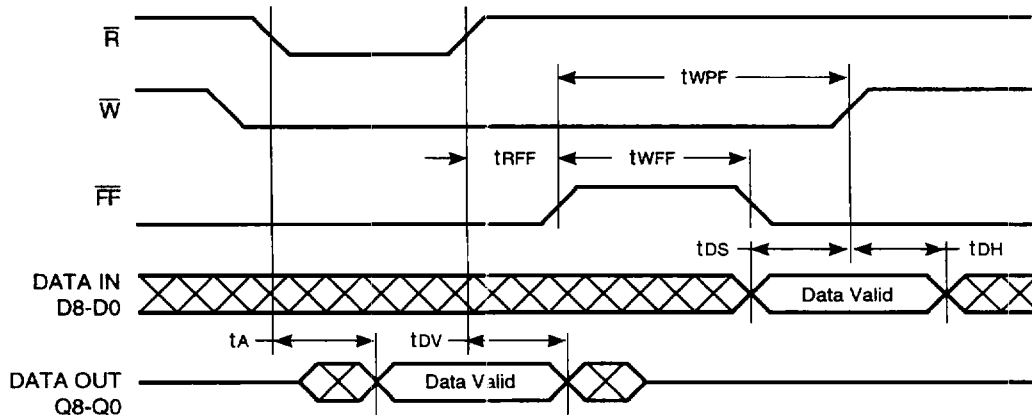 R̅
tWPF
W̅
tRFF
tWFF
F̅F̅
tDS
tDH
DATA IN
D8-D0
Data Valid
tA
tDV
DATA OUT
Q8-Q0
Data Valid